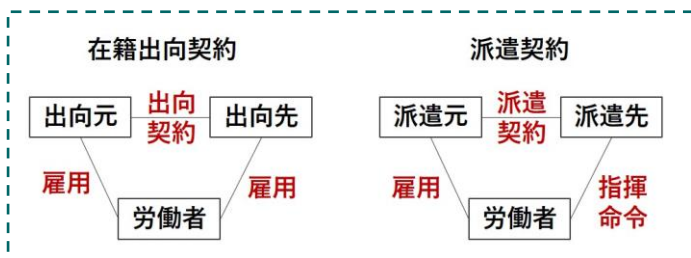 在籍出向契約
出向元
出向
契約
出向先
雇用
雇用
労働者
派遣契約
派遣元
派遣
契約
派遣先
雇用
指揮
命令
労働者